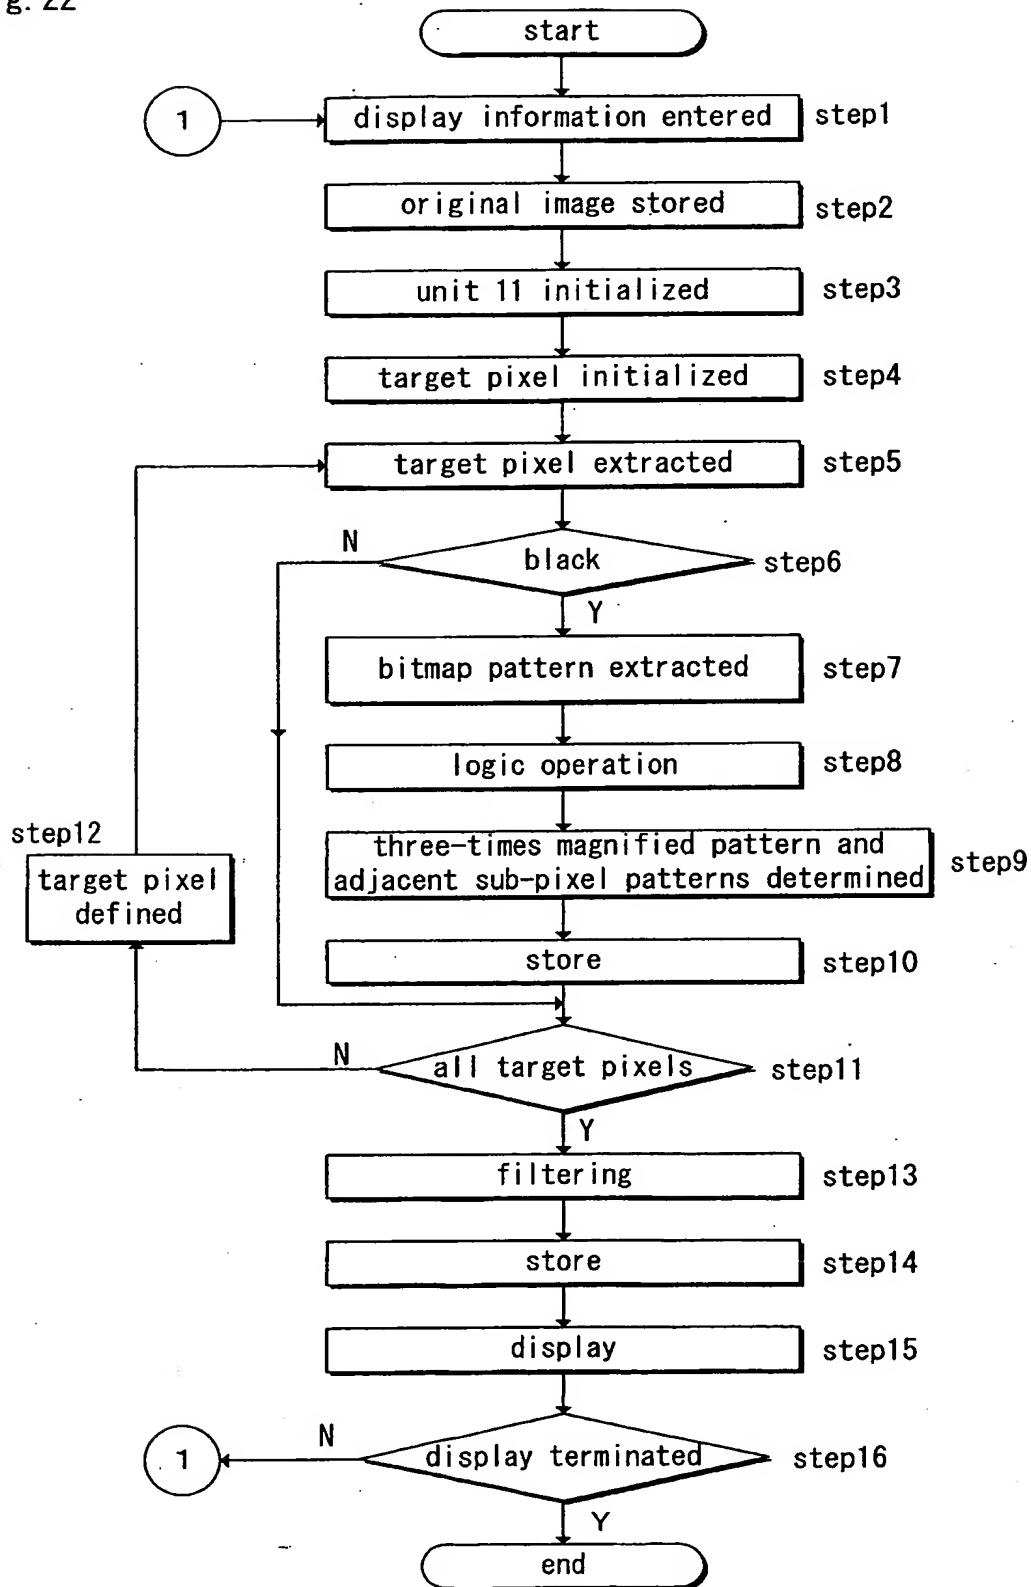 g. 22
start
1
display information entered
step1
original image stored
step2
unit 11 initialized
step3
target pixel initialized
step4
target pixel extracted
step5
N
black
step6
Y
bitmap pattern extracted
step7
logic operation
step8
step12
target pixel
defined
three-times magnified pattern and
adjacent sub-pixel patterns determined
step9
store
step10
N
all target pixels
step11
Y
filtering
step13
store
step14
display
step15
1
N
display terminated
step16
Y
end